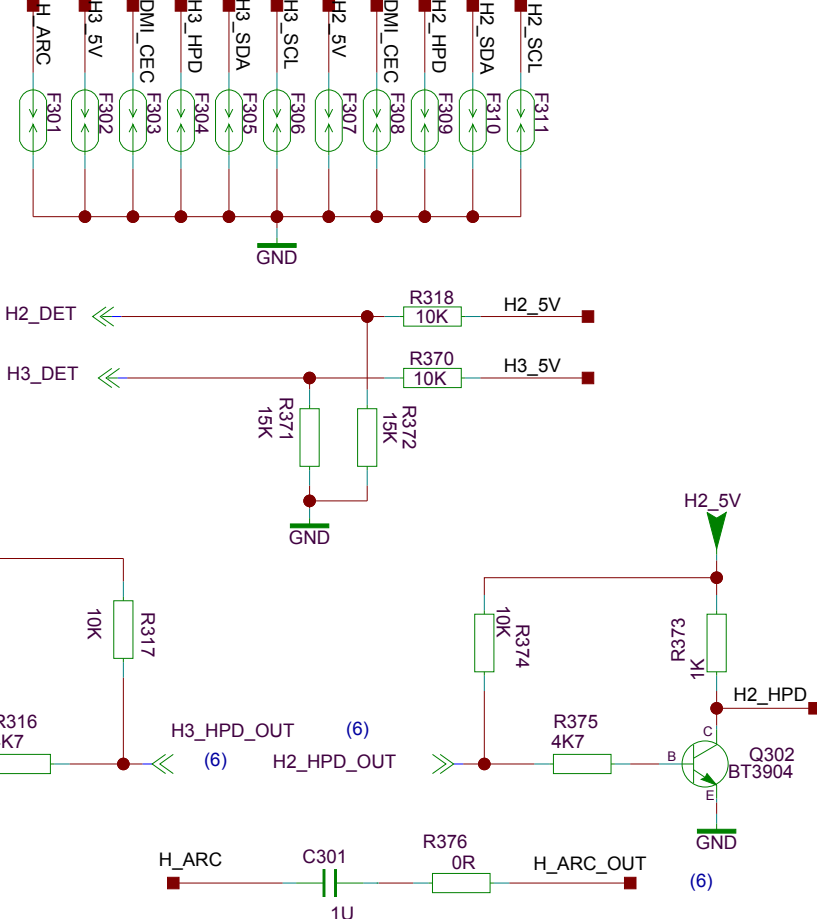 H_ARC
H3_5V
DMI_CEC
H3_HPD
H3_SDA
H3_SCL
H2_5V
DMI_CEC
H2_HPD
H2_SDA
H2_SCL
F301
F302
F303
F304
F305
F306
F307
F308
F309
F310
F311
GND
H2_DET
R318
10K
H2_5V
H3_DET
R370
10K
H3_5V
R371
15K
R372
15K
GND
H2_5V
R317
10K
R374
10K
R373
1K
H2_HPD
R316
K7
H3_HPD_OUT
(6)
(6)
H2_HPD_OUT
R375
4K7
B
C
E
Q302
BT3904
GND
H_ARC
C301
1U
R376
0R
H_ARC_OUT
(6)